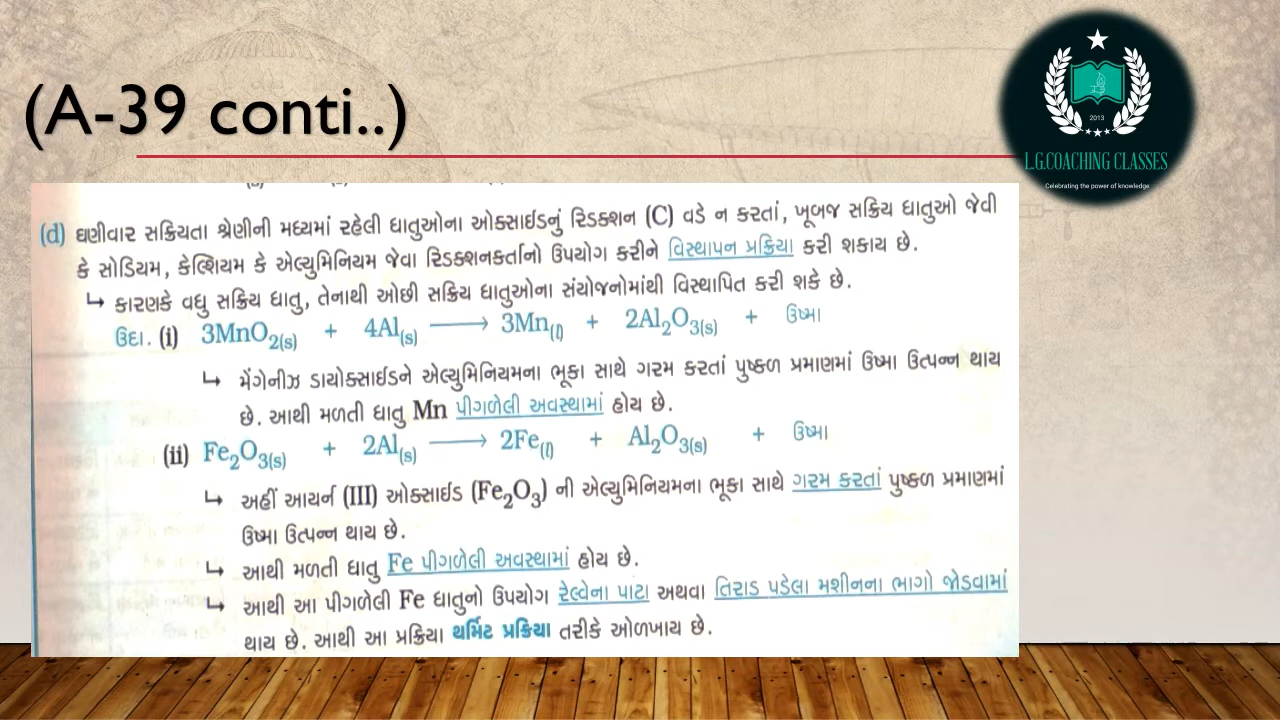 (A-39 conti..)
2013
L.G.COACHING CLASSES
Celebrating the power of knowledge
(d) ઘણીવાર સક્રિયતા શ્રેણીની મધ્યમાં રહેલી ધાતુઓના ઓક્સાઈડનું રિડક્શન (C) વડે ન કરતાં, ખૂબજ સક્રિય ધાતુઓ જેવી
કે સોડિયમ, કેલ્શિયમ કે એલ્યુમિનિયમ જેવા રિડક્શનકર્તાનો ઉપયોગ કરીને વિસ્થાપન પ્રક્રિયા કરી શકાય છે.
↳ કારણકે વધુ સક્રિય ધાતુ, તેનાથી ઓછી સક્રિય ધાતુઓના સંયોજનોમાંથી વિસ્થાપિત કરી શકે છે.
ઉદા. (i) 3MnO₂(s) + 4Al(s) ⟶ 3Mn(l) + 2Al₂O₃(s) + ઉષ્મા
↳ મેંગેનીઝ ડાયોક્સાઈડને એલ્યુમિનિયમના ભૂકા સાથે ગરમ કરતાં પુષ્કળ પ્રમાણમાં ઉષ્મા ઉત્પન્ન થાય
છે. આથી મળતી ધાતુ Mn પીગળેલી અવસ્થામાં હોય છે.
(ii) Fe₂O₃(s) + 2Al(s) ⟶ 2Fe(l) + Al₂O₃(s) + ઉષ્મા
↳ અહીં આયર્ન (III) ઓક્સાઈડ (Fe₂O₃) ની એલ્યુમિનિયમના ભૂકા સાથે ગરમ કરતાં પુષ્કળ પ્રમાણમાં
ઉષ્મા ઉત્પન્ન થાય છે.
↳ આથી મળતી ધાતુ Fe પીગળેલી અવસ્થામાં હોય છે.
↳ આથી આ પીગળેલી Fe ધાતુનો ઉપયોગ રેલ્વેના પાટા અથવા તિરાડ પડેલા મશીનના ભાગો જોડવામાં
થાય છે. આથી આ પ્રક્રિયા થર્મિટ પ્રક્રિયા તરીકે ઓળખાય છે.